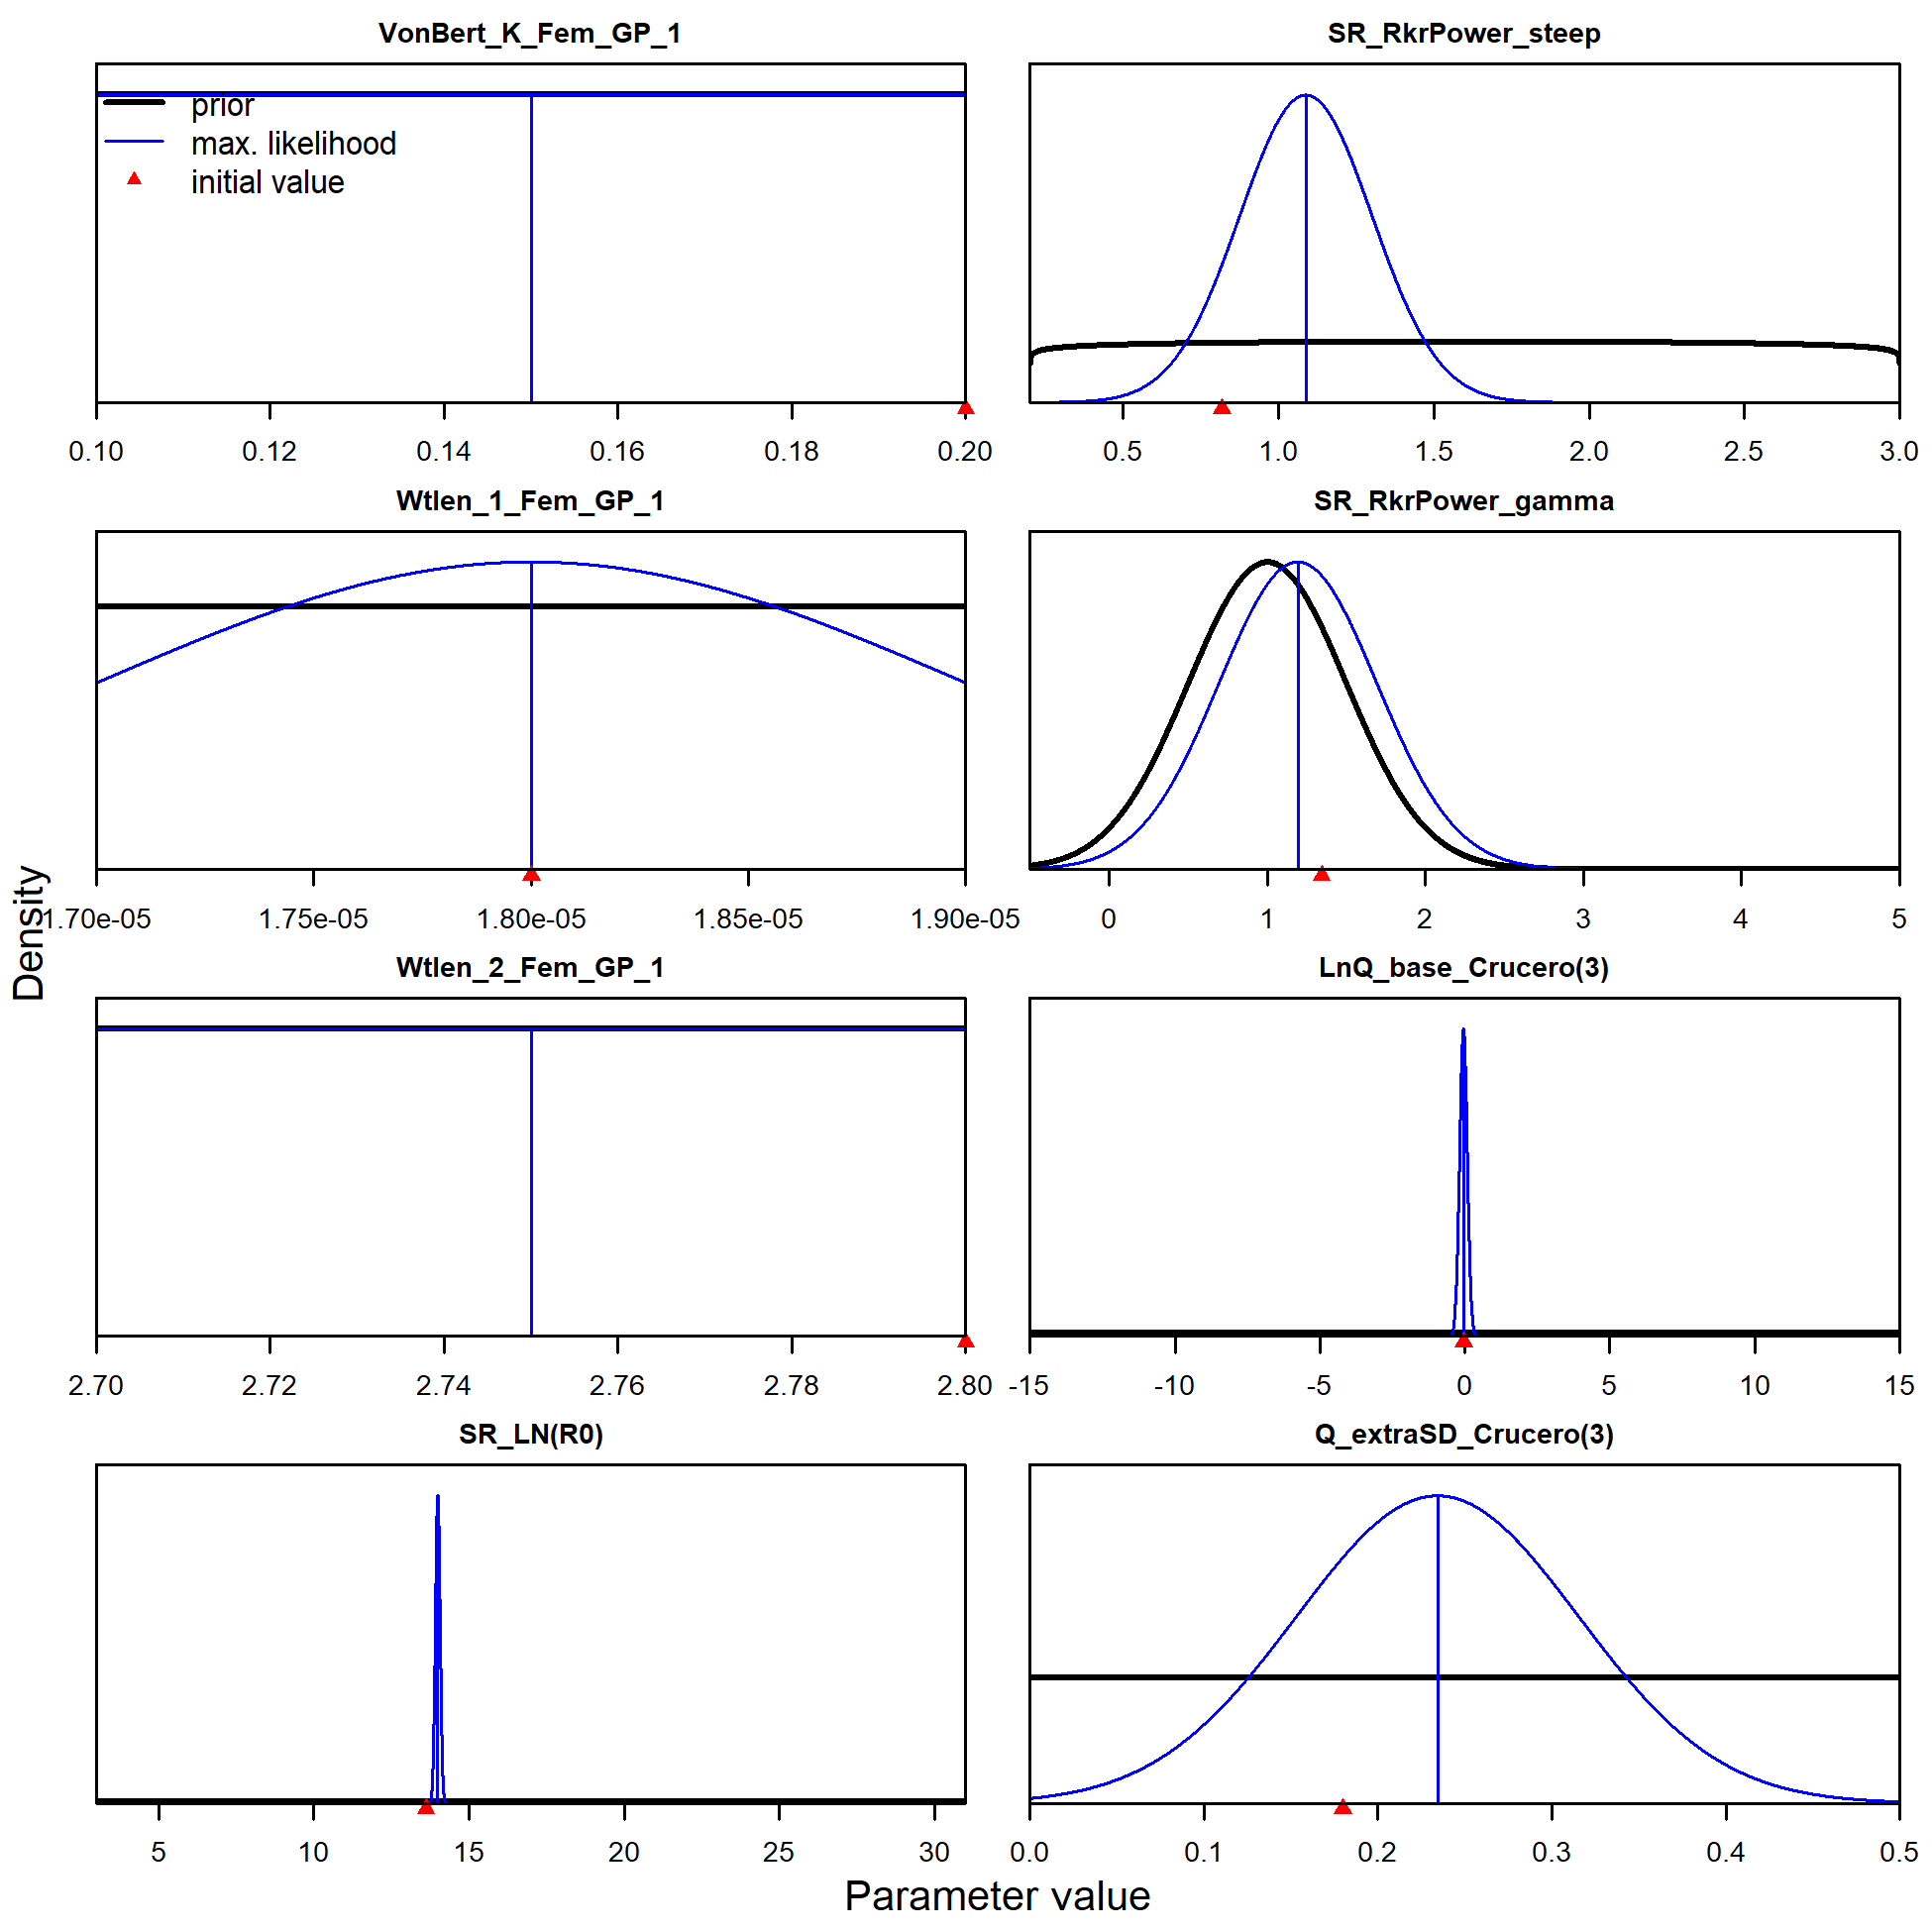 VonBert_K_Fem_GP_1
prior
max. likelihood
initial value
0.10 0.12 0.14 0.16 0.18 0.20
SR_RkrPower_steep
0.5 1.0 1.5 2.0 2.5 3.0
Wtlen_1_Fem_GP_1
1.70e-05 1.75e-05 1.80e-05 1.85e-05 1.90e-05
SR_RkrPower_gamma
0 1 2 3 4 5
Wtlen_2_Fem_GP_1
2.70 2.72 2.74 2.76 2.78 2.80
LnQ_base_Crucero(3)
-15 -10 -5 0 5 10 15
SR_LN(R0)
5 10 15 20 25 30
Q_extraSD_Crucero(3)
0.0 0.1 0.2 0.3 0.4 0.5
Density
Parameter value